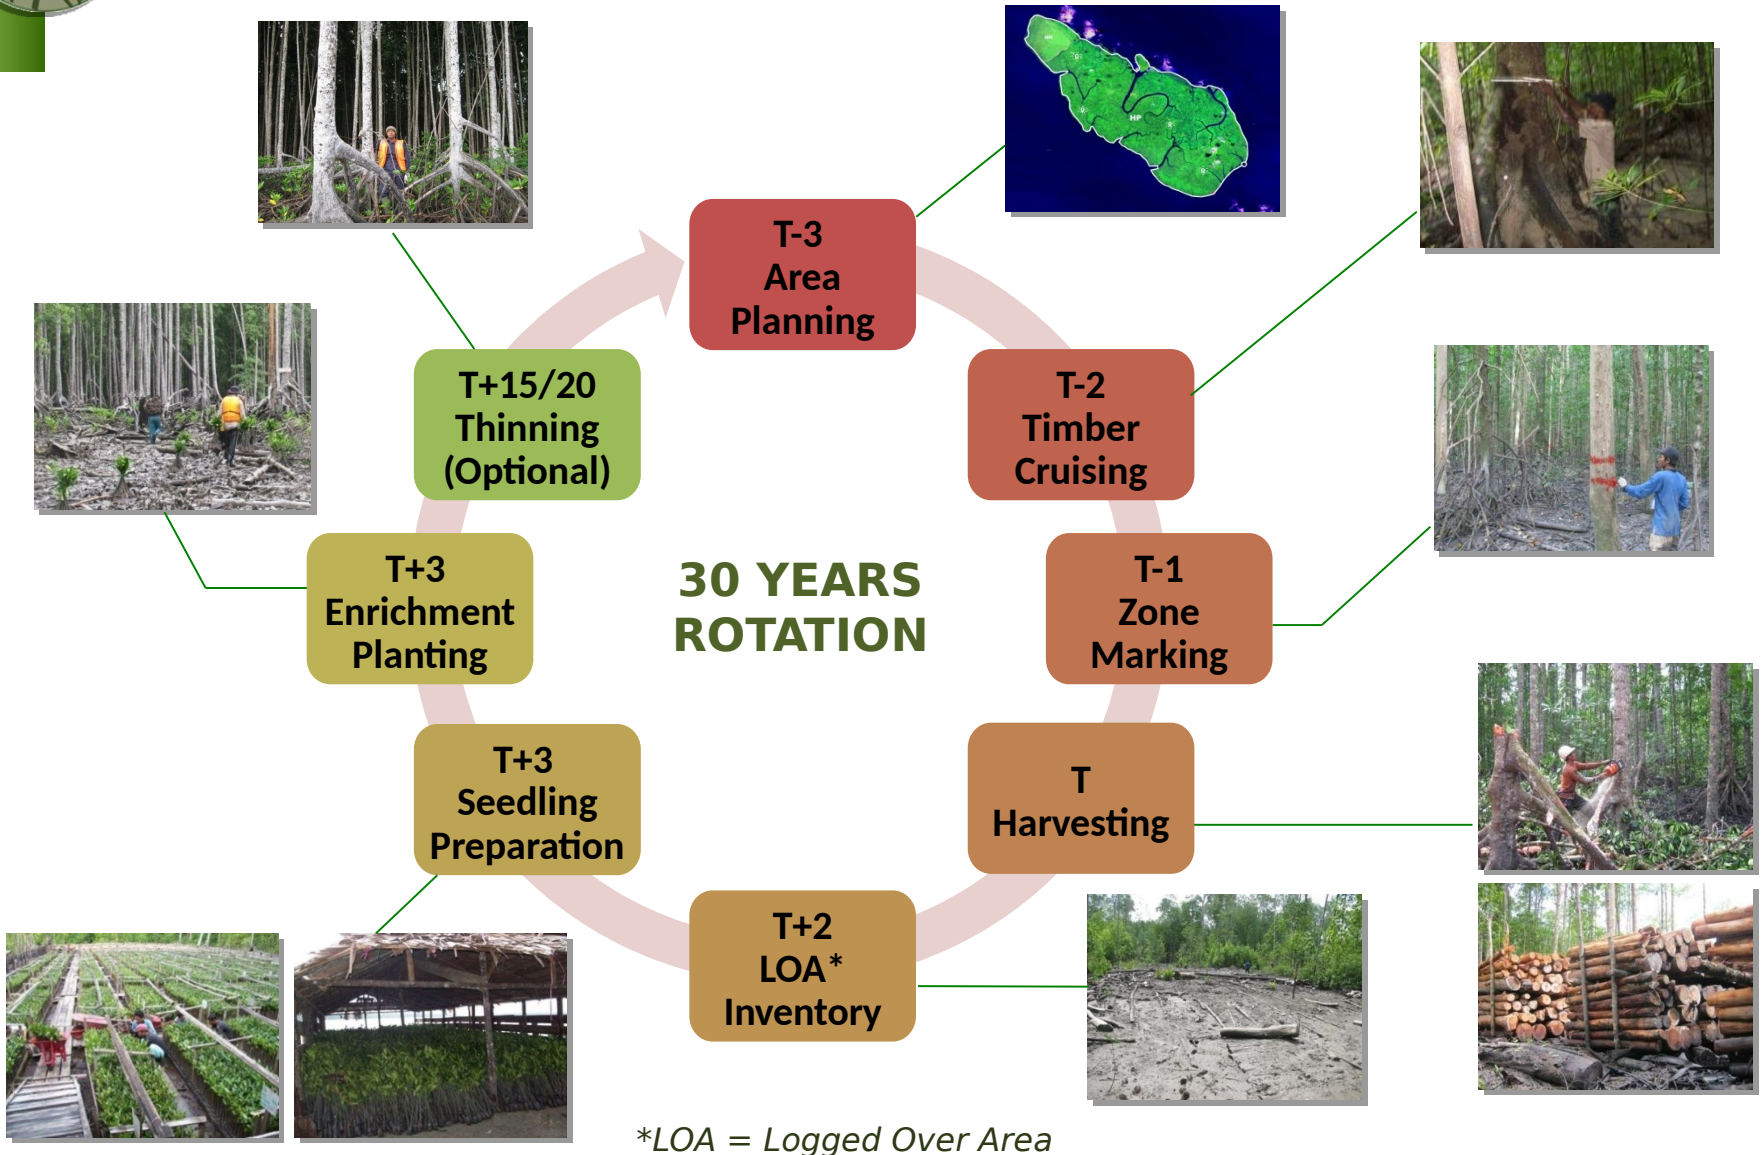 T-3
Area
Planning
T-2
Timber
Cruising
T-1
Zone
Marking
T
Harvesting
T+2
LOA*
Inventory
T+3
Seedling
Preparation
T+3
Enrichment
Planting
T+15/20
Thinning
(Optional)
30 YEARS
ROTATION
HP
*LOA = Logged Over Area